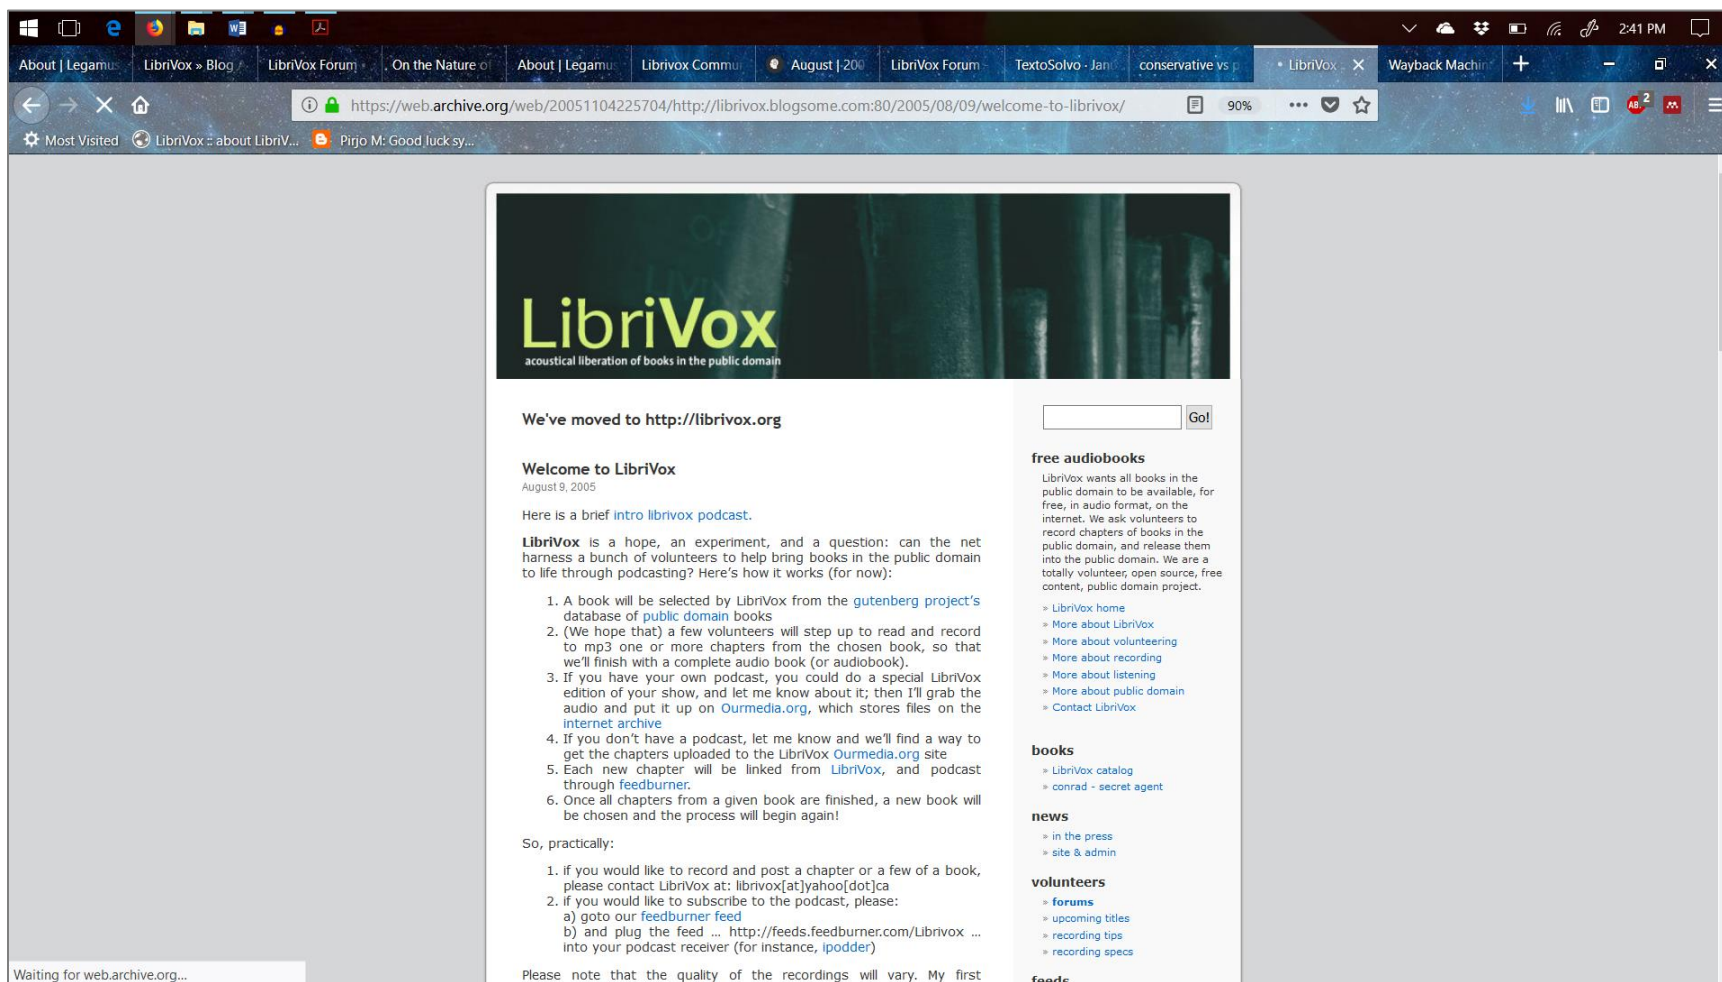 2:41 PM
About | Legamus
LibriVox » Blog
LibriVox Forum
On the Nature of
About | Legamus
Librivox Commu
August | 200
LibriVox Forum
TextoSolvo - Jan
conservative vs p
LibriVox
Wayback Machin
https://web.archive.org/web/20051104225704/http://librivox.blogsome.com:80/2005/08/09/welcome-to-librivox/
90%
2
Most Visited
LibriVox :: about LibriV...
Pirjo M: Good luck sy...
LibriVox
acoustical liberation of books in the public domain
We've moved to http://librivox.org
Welcome to LibriVox
August 9, 2005
Here is a brief intro librivox podcast.
LibriVox is a hope, an experiment, and a question: can the net
harness a bunch of volunteers to help bring books in the public domain
to life through podcasting? Here's how it works (for now):
1. A book will be selected by LibriVox from the gutenberg project's
database of public domain books
2. (We hope that) a few volunteers will step up to read and record
to mp3 one or more chapters from the chosen book, so that
we'll finish with a complete audio book (or audiobook).
3. If you have your own podcast, you could do a special LibriVox
edition of your show, and let me know about it; then I'll grab the
audio and put it up on Ourmedia.org, which stores files on the
internet archive
4. If you don't have a podcast, let me know and we'll find a way to
get the chapters uploaded to the LibriVox Ourmedia.org site
5. Each new chapter will be linked from LibriVox, and podcast
through feedburner.
6. Once all chapters from a given book are finished, a new book will
be chosen and the process will begin again!
So, practically:
1. if you would like to record and post a chapter or a few of a book,
please contact LibriVox at: librivox[at]yahoo[dot]ca
2. if you would like to subscribe to the podcast, please:
a) goto our feedburner feed
b) and plug the feed ... http://feeds.feedburner.com/Librivox ...
into your podcast receiver (for instance, ipodder)
Please note that the quality of the recordings will vary. My first
Go!
free audiobooks
LibriVox wants all books in the
public domain to be available, for
free, in audio format, on the
internet. We ask volunteers to
record chapters of books in the
public domain, and release them
into the public domain. We are a
totally volunteer, open source, free
content, public domain project.
» LibriVox home
» More about LibriVox
» More about volunteering
» More about recording
» More about listening
» More about public domain
» Contact LibriVox
books
» LibriVox catalog
» conrad - secret agent
news
» in the press
» site & admin
volunteers
» forums
» upcoming titles
» recording tips
» recording specs
feeds
Waiting for web.archive.org...